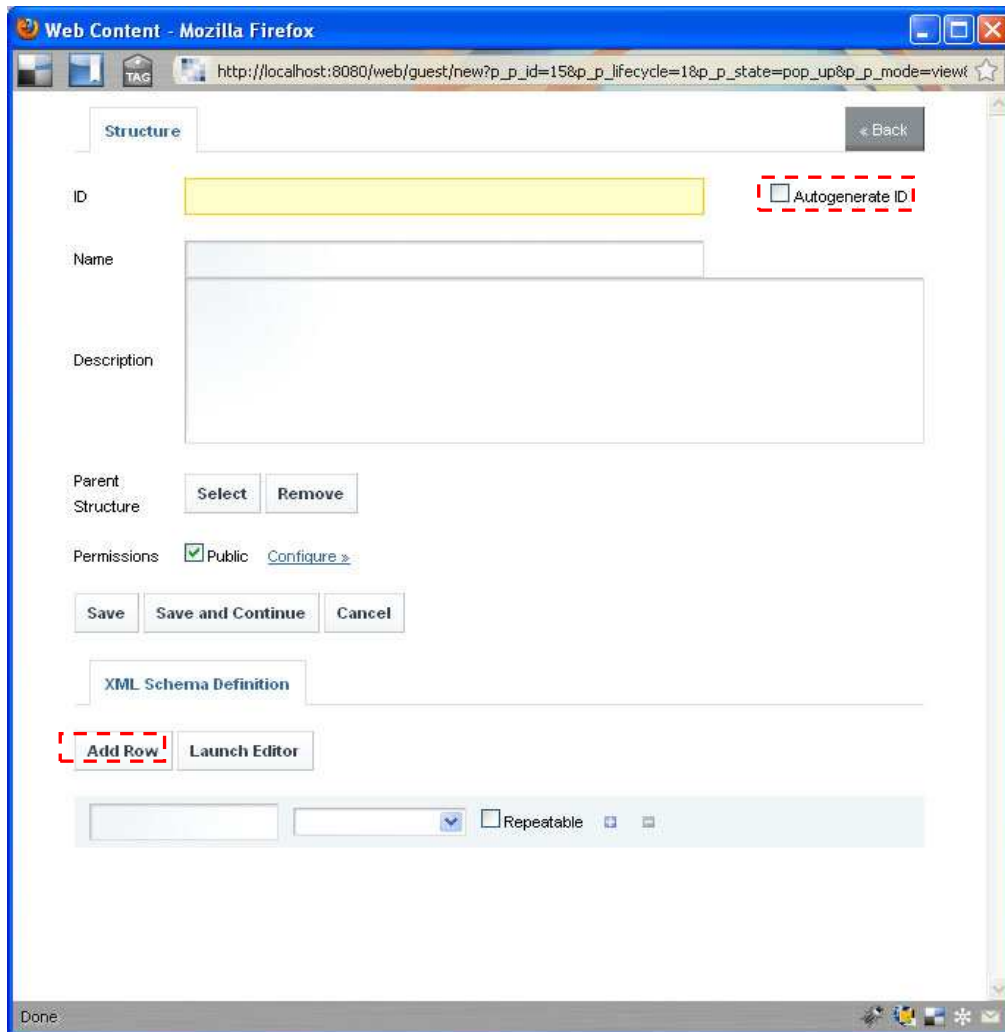 Web Content - Mozilla Firefox
TAG http://localhost:8080/web/guest/new?p_p_id=15&p_p_lifecycle=1&p_p_state=pop_up&p_p_mode=view&
Structure
« Back
ID
Autogenerate ID
Name
Description
Parent
Structure
Select Remove
Permissions Public Configure »
Save Save and Continue Cancel
XML Schema Definition
Add Row Launch Editor
Repeatable
Done